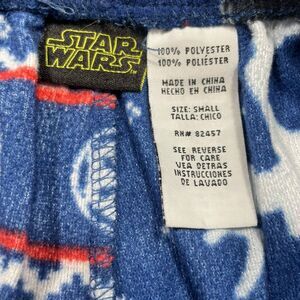 STAR
WARS
100% POLYESTER
100% POLIÉSTER
MADE IN CHINA
HECHO EN CHINA
SIZE: SMALL
TALLA: CHICO
RN# 82457
SEE REVERSE
FOR CARE
VEA DETRAS
INSTRUCCIONES
DE LAVADO